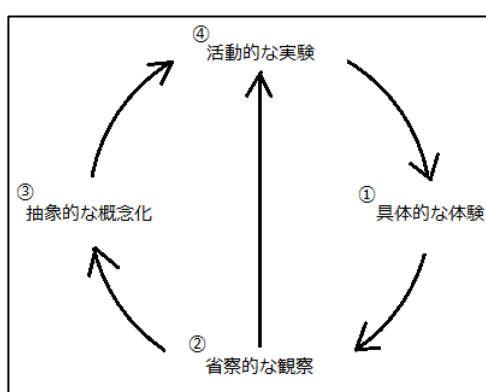 ④
活動的な実験
③
抽象的な概念化
①
具体的な体験
②
省察的な観察